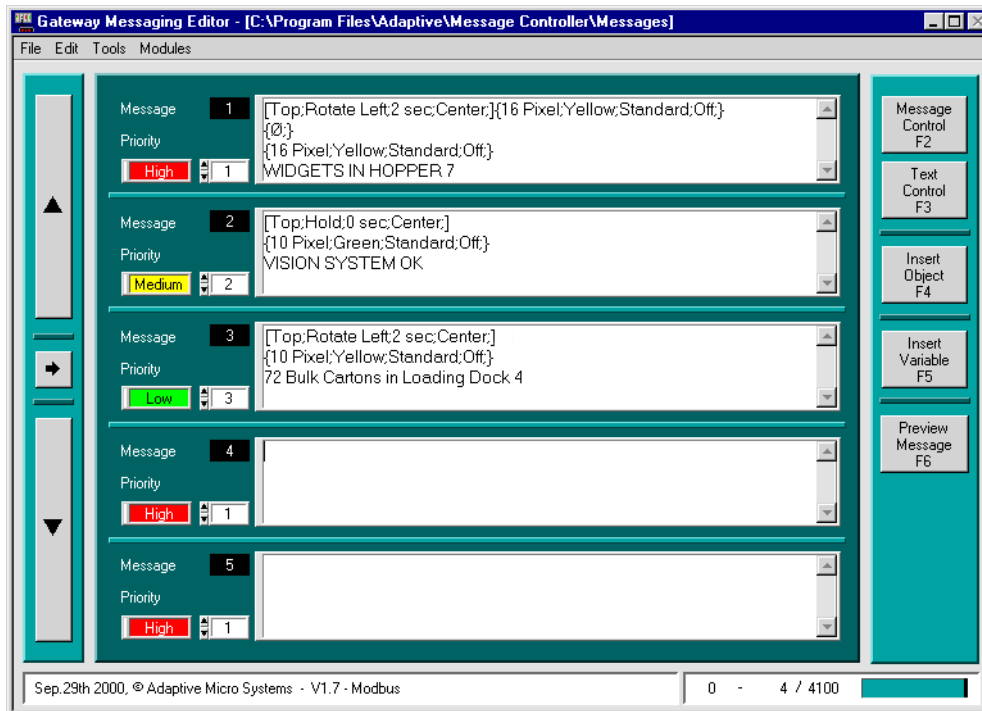 Gateway Messaging Editor - [C:\Program Files\Adaptive\Message Controller\Messages]
File Edit Tools Modules
Message 1
Priority
High 1
[Top;Rotate Left;2 sec;Center;]{16 Pixel;Yellow;Standard;Off;}
{Ø;}
{16 Pixel;Yellow;Standard;Off;}
WIDGETS IN HOPPER 7
Message 2
Priority
Medium 2
[Top;Hold;0 sec;Center;]
{10 Pixel;Green;Standard;Off;}
VISION SYSTEM OK
Message 3
Priority
Low 3
[Top;Rotate Left;2 sec;Center;]
{10 Pixel;Yellow;Standard;Off;}
72 Bulk Cartons in Loading Dock 4
Message 4
Priority
High 1
Message 5
Priority
High 1
Message
Control
F2
Text
Control
F3
Insert
Object
F4
Insert
Variable
F5
Preview
Message
F6
Sep.29th 2000, © Adaptive Micro Systems - V1.7 - Modbus
0 - 4 / 4100